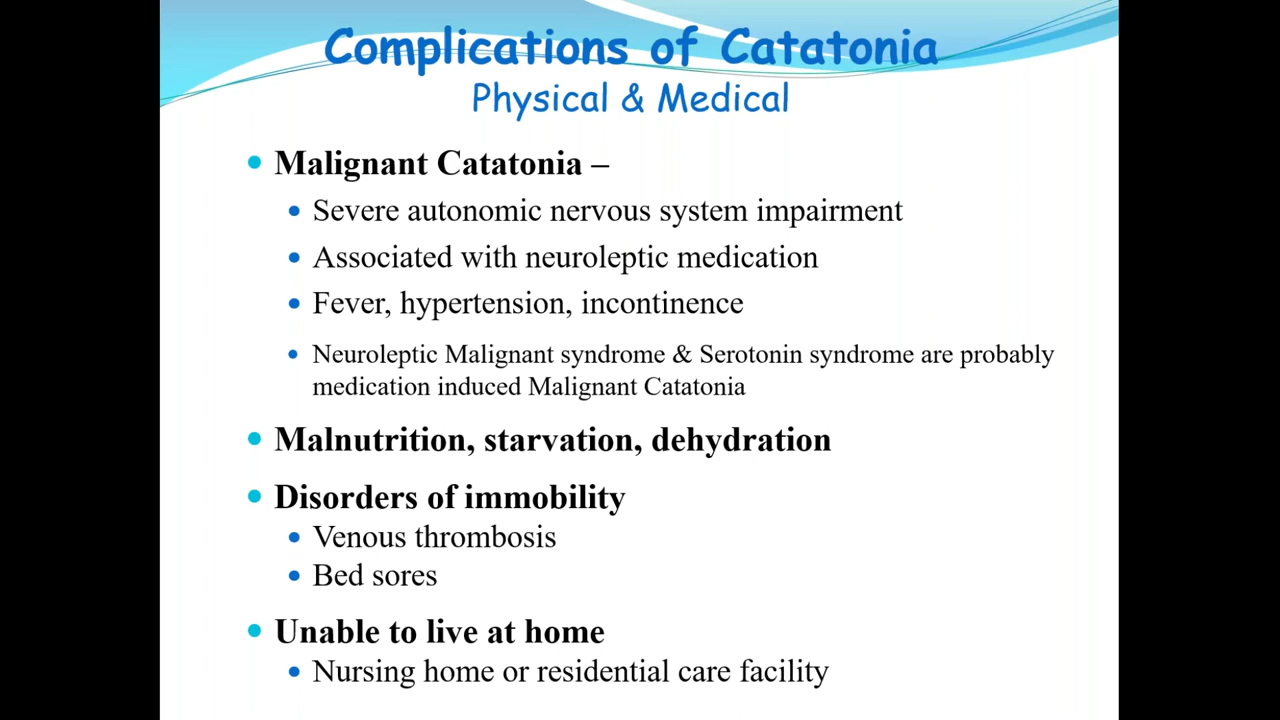 Complications of Catatonia
Physical & Medical
• Malignant Catatonia –
• Severe autonomic nervous system impairment
• Associated with neuroleptic medication
• Fever, hypertension, incontinence
• Neuroleptic Malignant syndrome & Serotonin syndrome are probably
medication induced Malignant Catatonia
• Malnutrition, starvation, dehydration
• Disorders of immobility
• Venous thrombosis
• Bed sores
• Unable to live at home
• Nursing home or residential care facility